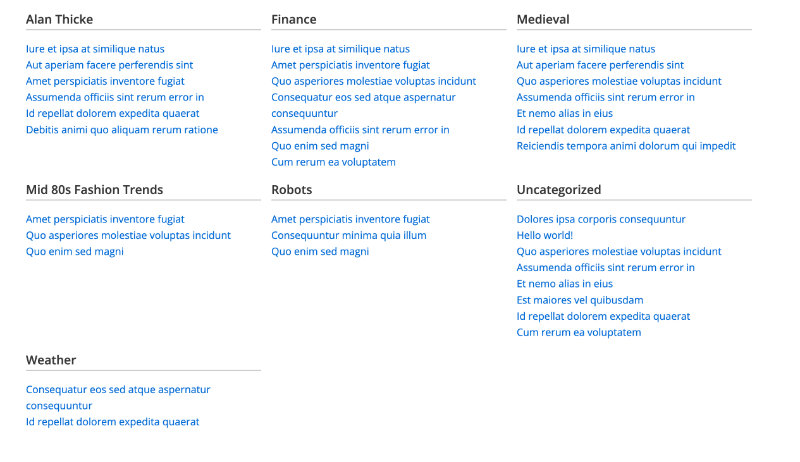 Alan Thicke
Iure et ipsa at similique natus
Aut aperiam facere perferendis sint
Amet perspiciatis inventore fugiat
Assumenda officiis sint rerum error in
Id repellat dolorem expedita quaerat
Debitis animi quo aliquam rerum ratione
Finance
Iure et ipsa at similique natus
Amet perspiciatis inventore fugiat
Quo asperiores molestiae voluptas incidunt
Consequatur eos sed atque aspernatur
consequuntur
Assumenda officiis sint rerum error in
Quo enim sed magni
Cum rerum ea voluptatem
Medieval
Iure et ipsa at similique natus
Aut aperiam facere perferendis sint
Quo asperiores molestiae voluptas incidunt
Assumenda officiis sint rerum error in
Et nemo alias in eius
Id repellat dolorem expedita quaerat
Reiciendis tempora animi dolorum qui impedit
Mid 80s Fashion Trends
Amet perspiciatis inventore fugiat
Quo asperiores molestiae voluptas incidunt
Quo enim sed magni
Robots
Amet perspiciatis inventore fugiat
Consequuntur minima quia illum
Quo enim sed magni
Uncategorized
Dolores ipsa corporis consequuntur
Hello world!
Quo asperiores molestiae voluptas incidunt
Assumenda officiis sint rerum error in
Et nemo alias in eius
Est maiores vel quibusdam
Id repellat dolorem expedita quaerat
Cum rerum ea voluptatem
Weather
Consequatur eos sed atque aspernatur
consequuntur
Id repellat dolorem expedita quaerat